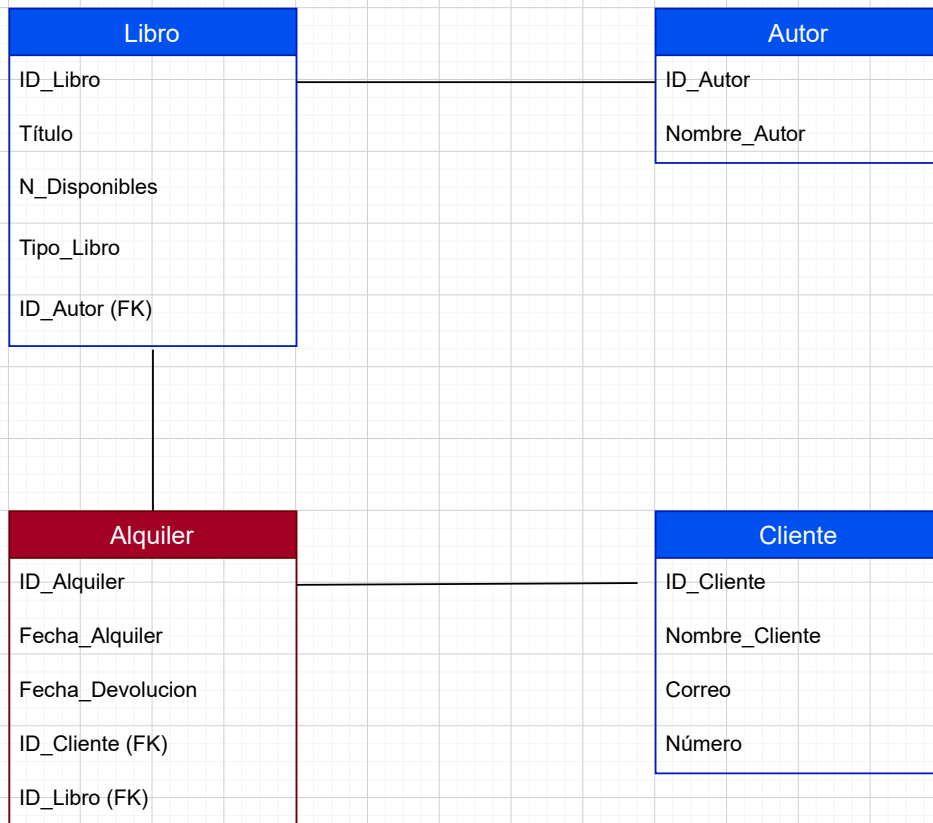 Libro
ID_Libro
Título
N_Disponibles
Tipo_Libro
ID_Autor (FK)
Autor
ID_Autor
Nombre_Autor
Alquiler
ID_Alquiler
Fecha_Alquiler
Fecha_Devolucion
ID_Cliente (FK)
ID_Libro (FK)
Cliente
ID_Cliente
Nombre_Cliente
Correo
Número